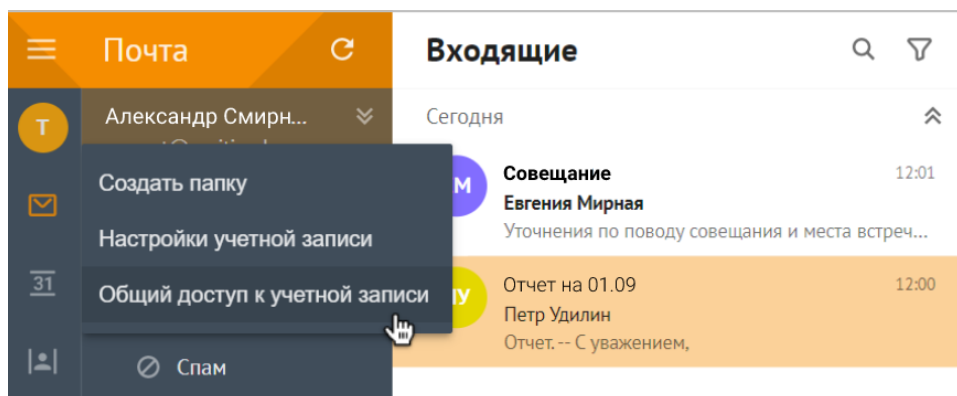 Почта
Входящие
Т
Александр Смирн...
Сегодня
Создать папку
Настройки учетной записи
Общий доступ к учетной записи
31
Спам
М
Совещание
12:01
Евгения Мирная
Уточнения по поводу совещания и места встреч...
У
Отчет на 01.09
12:00
Петр Удилин
Отчет. -- С уважением,